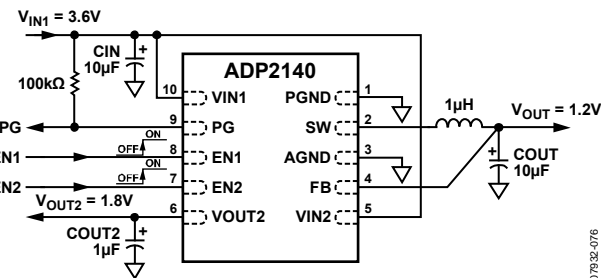 VIN1 = 3.6V
CIN
10µF
100kΩ
ADP2140
10
VIN1
PGND
1
1µH
VOUT = 1.2V
PG
9
PG
SW
2
ON
OFF
EN1
8
EN1
AGND
3
COUT
10µF
ON
OFF
EN2
7
EN2
FB
4
VOUT2 = 1.8V
6
VOUT2
VIN2
5
COUT2
1µF
07932-076